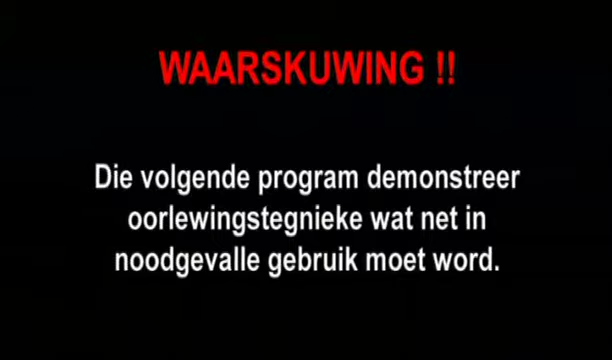 WAARSKUWING !!
Die volgende program demonstreer
oorlewingstegnieke wat net in
noodgevalle gebruik moet word.